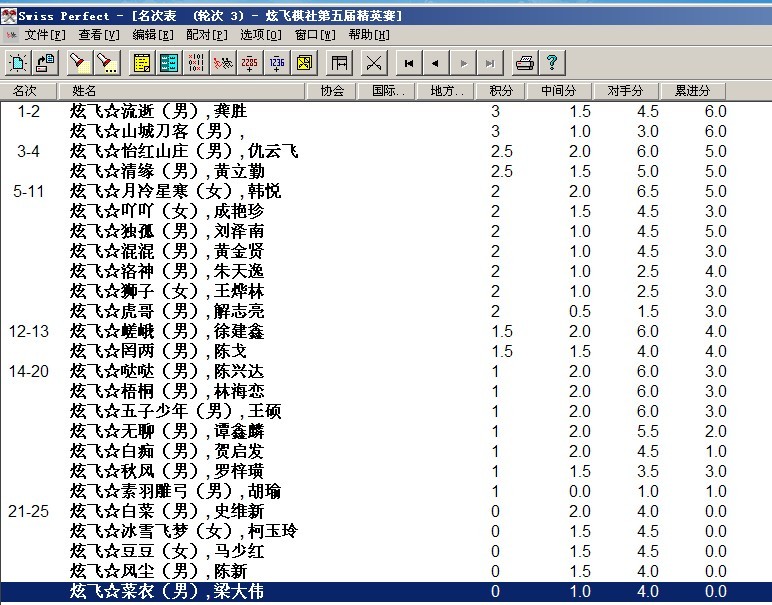 Swiss Perfect - [名次表 (轮次 3) - 炫飞棋社第五届精英赛]
文件[F] 查看[V] 编辑[E] 配对[P] 选项[O] 窗口[W] 帮助[H]
2285 1236
名次 姓名 协会 国际.. 地方.. 积分 中间分 对手分 累进分
1-2 炫飞☆流逝(男),龚胜 3 1.5 4.5 6.0
炫飞☆山城刀客(男), 3 1.0 3.0 6.0
3-4 炫飞☆怡红山庄(男),仇云飞 2.5 2.0 6.0 5.0
炫飞☆清缘(男),黄立勤 2.5 1.5 5.0 5.0
5-11 炫飞☆月冷星寒(女),韩悦 2 2.0 6.5 5.0
炫飞☆吖吖(女),成艳珍 2 1.5 4.5 3.0
炫飞☆独孤(男),刘泽南 2 1.0 4.5 5.0
炫飞☆混混(男),黄金贤 2 1.0 4.5 3.0
炫飞☆洛神(男),朱天逸 2 1.0 2.5 4.0
炫飞☆狮子(女),王烨林 2 1.0 2.5 3.0
炫飞☆虎哥(男),解志亮 2 0.5 1.5 3.0
12-13 炫飞☆嵯峨(男),徐建鑫 1.5 2.0 6.0 4.0
炫飞☆罔两(男),陈戈 1.5 1.5 4.0 4.0
14-20 炫飞☆哒哒(男),陈兴达 1 2.0 6.0 3.0
炫飞☆梧桐(男),林海恋 1 2.0 6.0 3.0
炫飞☆五子少年(男),王硕 1 2.0 6.0 3.0
炫飞☆无聊(男),谭鑫麟 1 2.0 5.5 2.0
炫飞☆白痴(男),贺启发 1 2.0 4.5 1.0
炫飞☆秋风(男),罗梓璜 1 1.5 3.5 3.0
炫飞☆素羽雕弓(男),胡瑜 1 0.0 1.0 1.0
21-25 炫飞☆白菜(男),史维新 0 2.0 4.0 0.0
炫飞☆冰雪飞梦(女),柯玉玲 0 1.5 4.5 0.0
炫飞☆豆豆(女),马少红 0 1.5 4.5 0.0
炫飞☆风尘(男),陈新 0 1.5 4.0 0.0
炫飞☆菜农(男),梁大伟 0 1.0 4.0 0.0